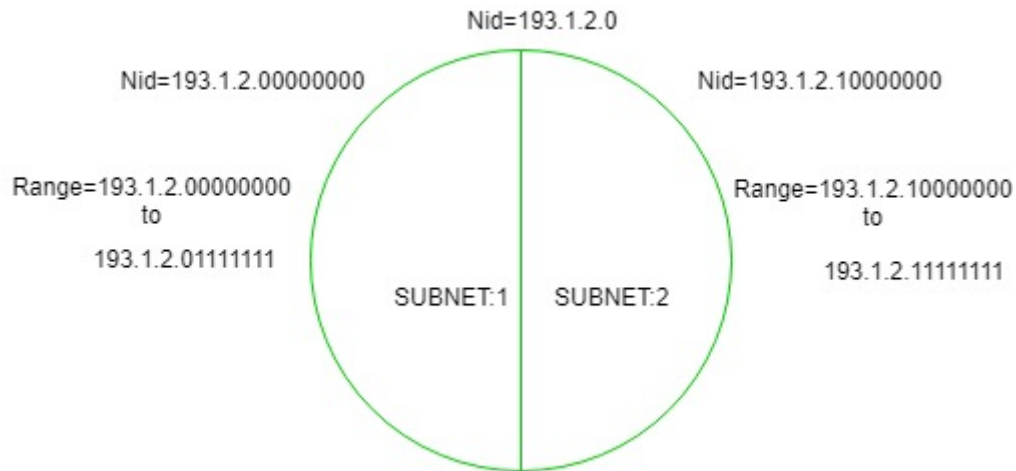 Nid=193.1.2.0
Nid=193.1.2.00000000
Nid=193.1.2.10000000
Range=193.1.2.00000000
to
193.1.2.01111111
Range=193.1.2.10000000
to
193.1.2.11111111
SUBNET:1
SUBNET:2